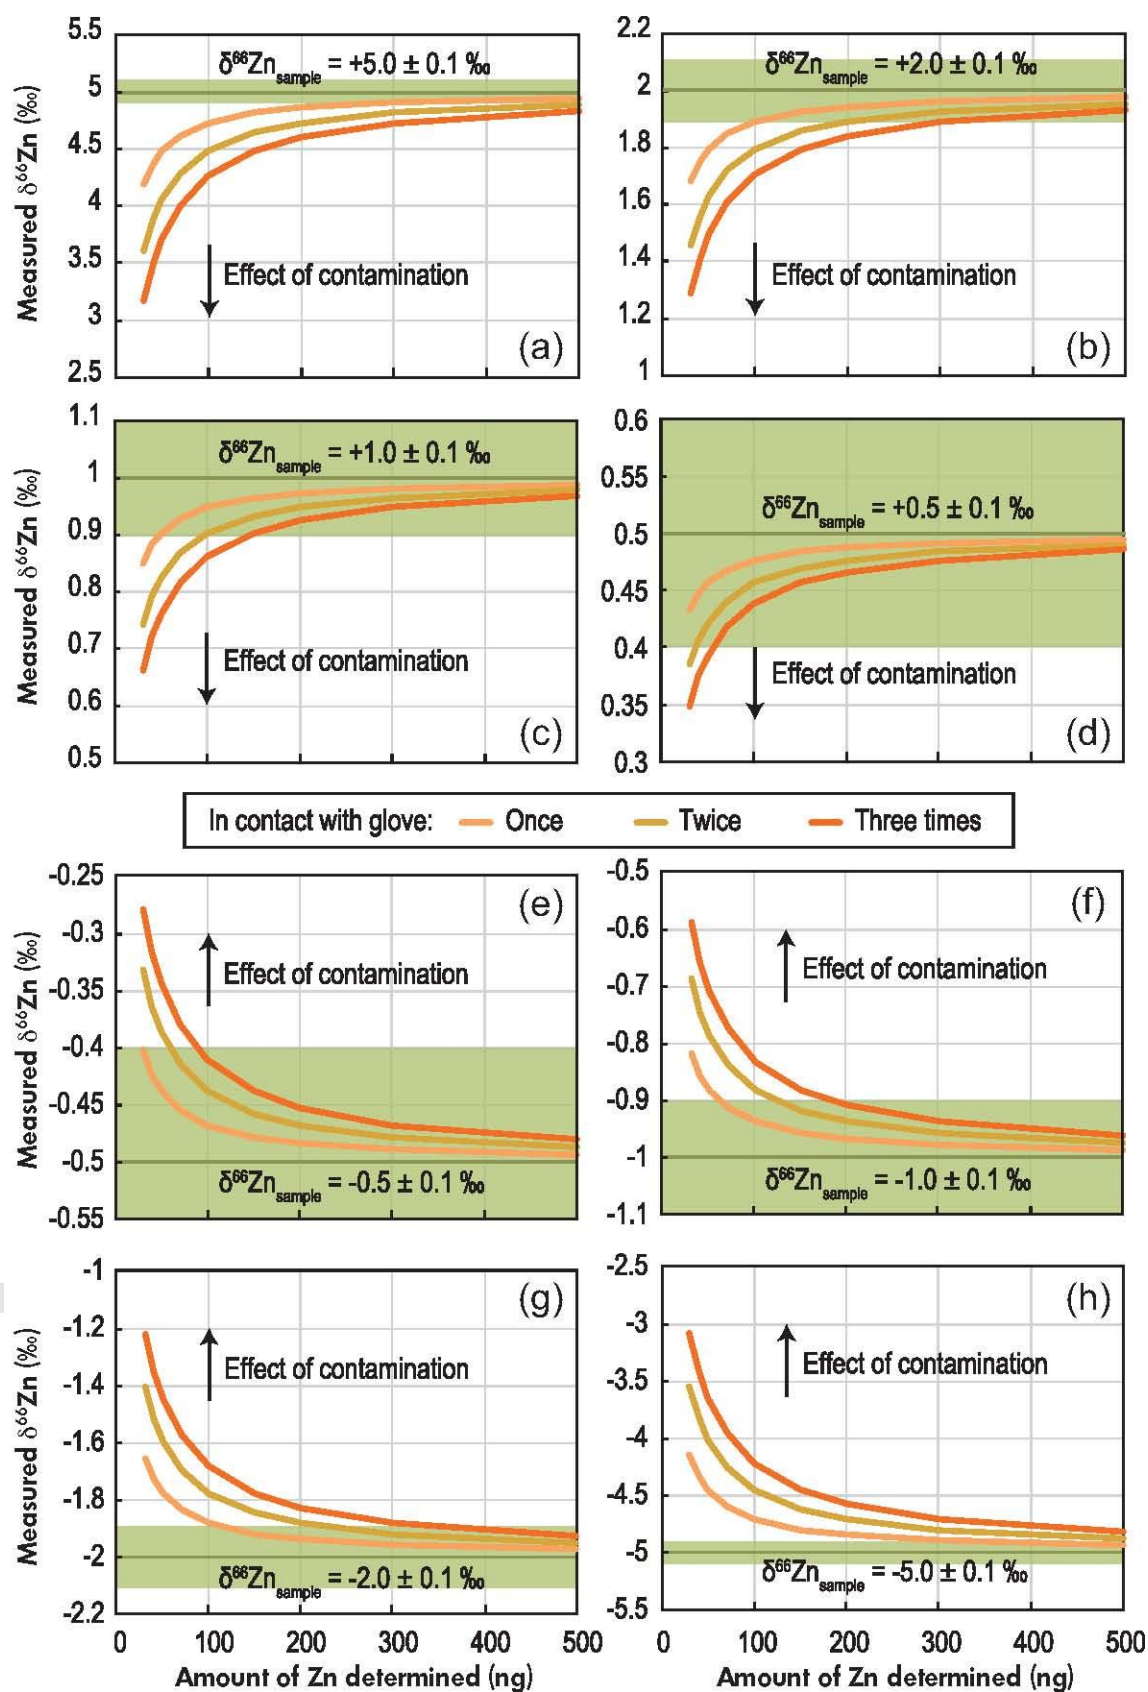 Measured δ⁶⁶Zn (‰)
5.5
5
4.5
4
3.5
3
2.5
δ⁶⁶Zn_sample = +5.0 ± 0.1 ‰
Effect of contamination
(a)
2.2
2
1.8
1.6
1.4
1.2
1
δ⁶⁶Zn_sample = +2.0 ± 0.1 ‰
Effect of contamination
(b)
Measured δ⁶⁶Zn (‰)
1.1
1
0.9
0.8
0.7
0.6
0.5
δ⁶⁶Zn_sample = +1.0 ± 0.1 ‰
Effect of contamination
(c)
0.6
0.55
0.5
0.45
0.4
0.35
0.3
δ⁶⁶Zn_sample = +0.5 ± 0.1 ‰
Effect of contamination
(d)
In contact with glove: Once Twice Three times
Measured δ⁶⁶Zn (‰)
-0.25
-0.3
-0.35
-0.4
-0.45
-0.5
-0.55
(e)
Effect of contamination
δ⁶⁶Zn_sample = -0.5 ± 0.1 ‰
-0.5
-0.6
-0.7
-0.8
-0.9
-1
-1.1
(f)
Effect of contamination
δ⁶⁶Zn_sample = -1.0 ± 0.1 ‰
Measured δ⁶⁶Zn (‰)
-1
-1.2
-1.4
-1.6
-1.8
-2
-2.2
(g)
Effect of contamination
δ⁶⁶Zn_sample = -2.0 ± 0.1 ‰
0 100 200 300 400 500
Amount of Zn determined (ng)
-2.5
-3
-3.5
-4
-4.5
-5
-5.5
(h)
Effect of contamination
δ⁶⁶Zn_sample = -5.0 ± 0.1 ‰
0 100 200 300 400 500
Amount of Zn determined (ng)